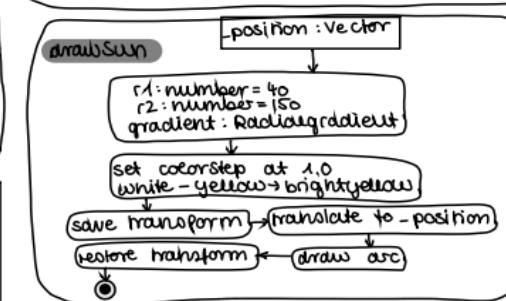 _position : Vector
drawSun
r1 : number = 40
r2 : number = 150
gradient : Radialgradient
set colorStep at 1,0
white - yellow → brightyellow
save transform
translate to _position
restore transform
draw arc